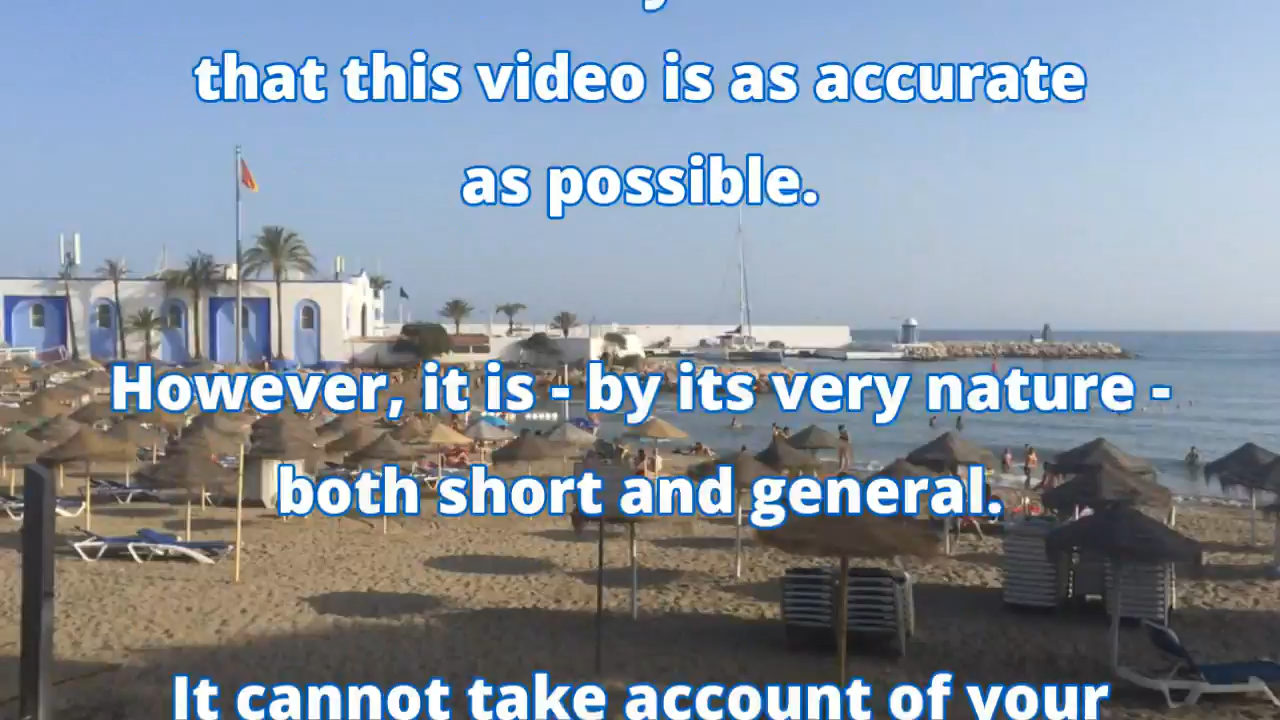 that this video is as accurate
as possible.
However, it is - by its very nature -
both short and general.
It cannot take account of your